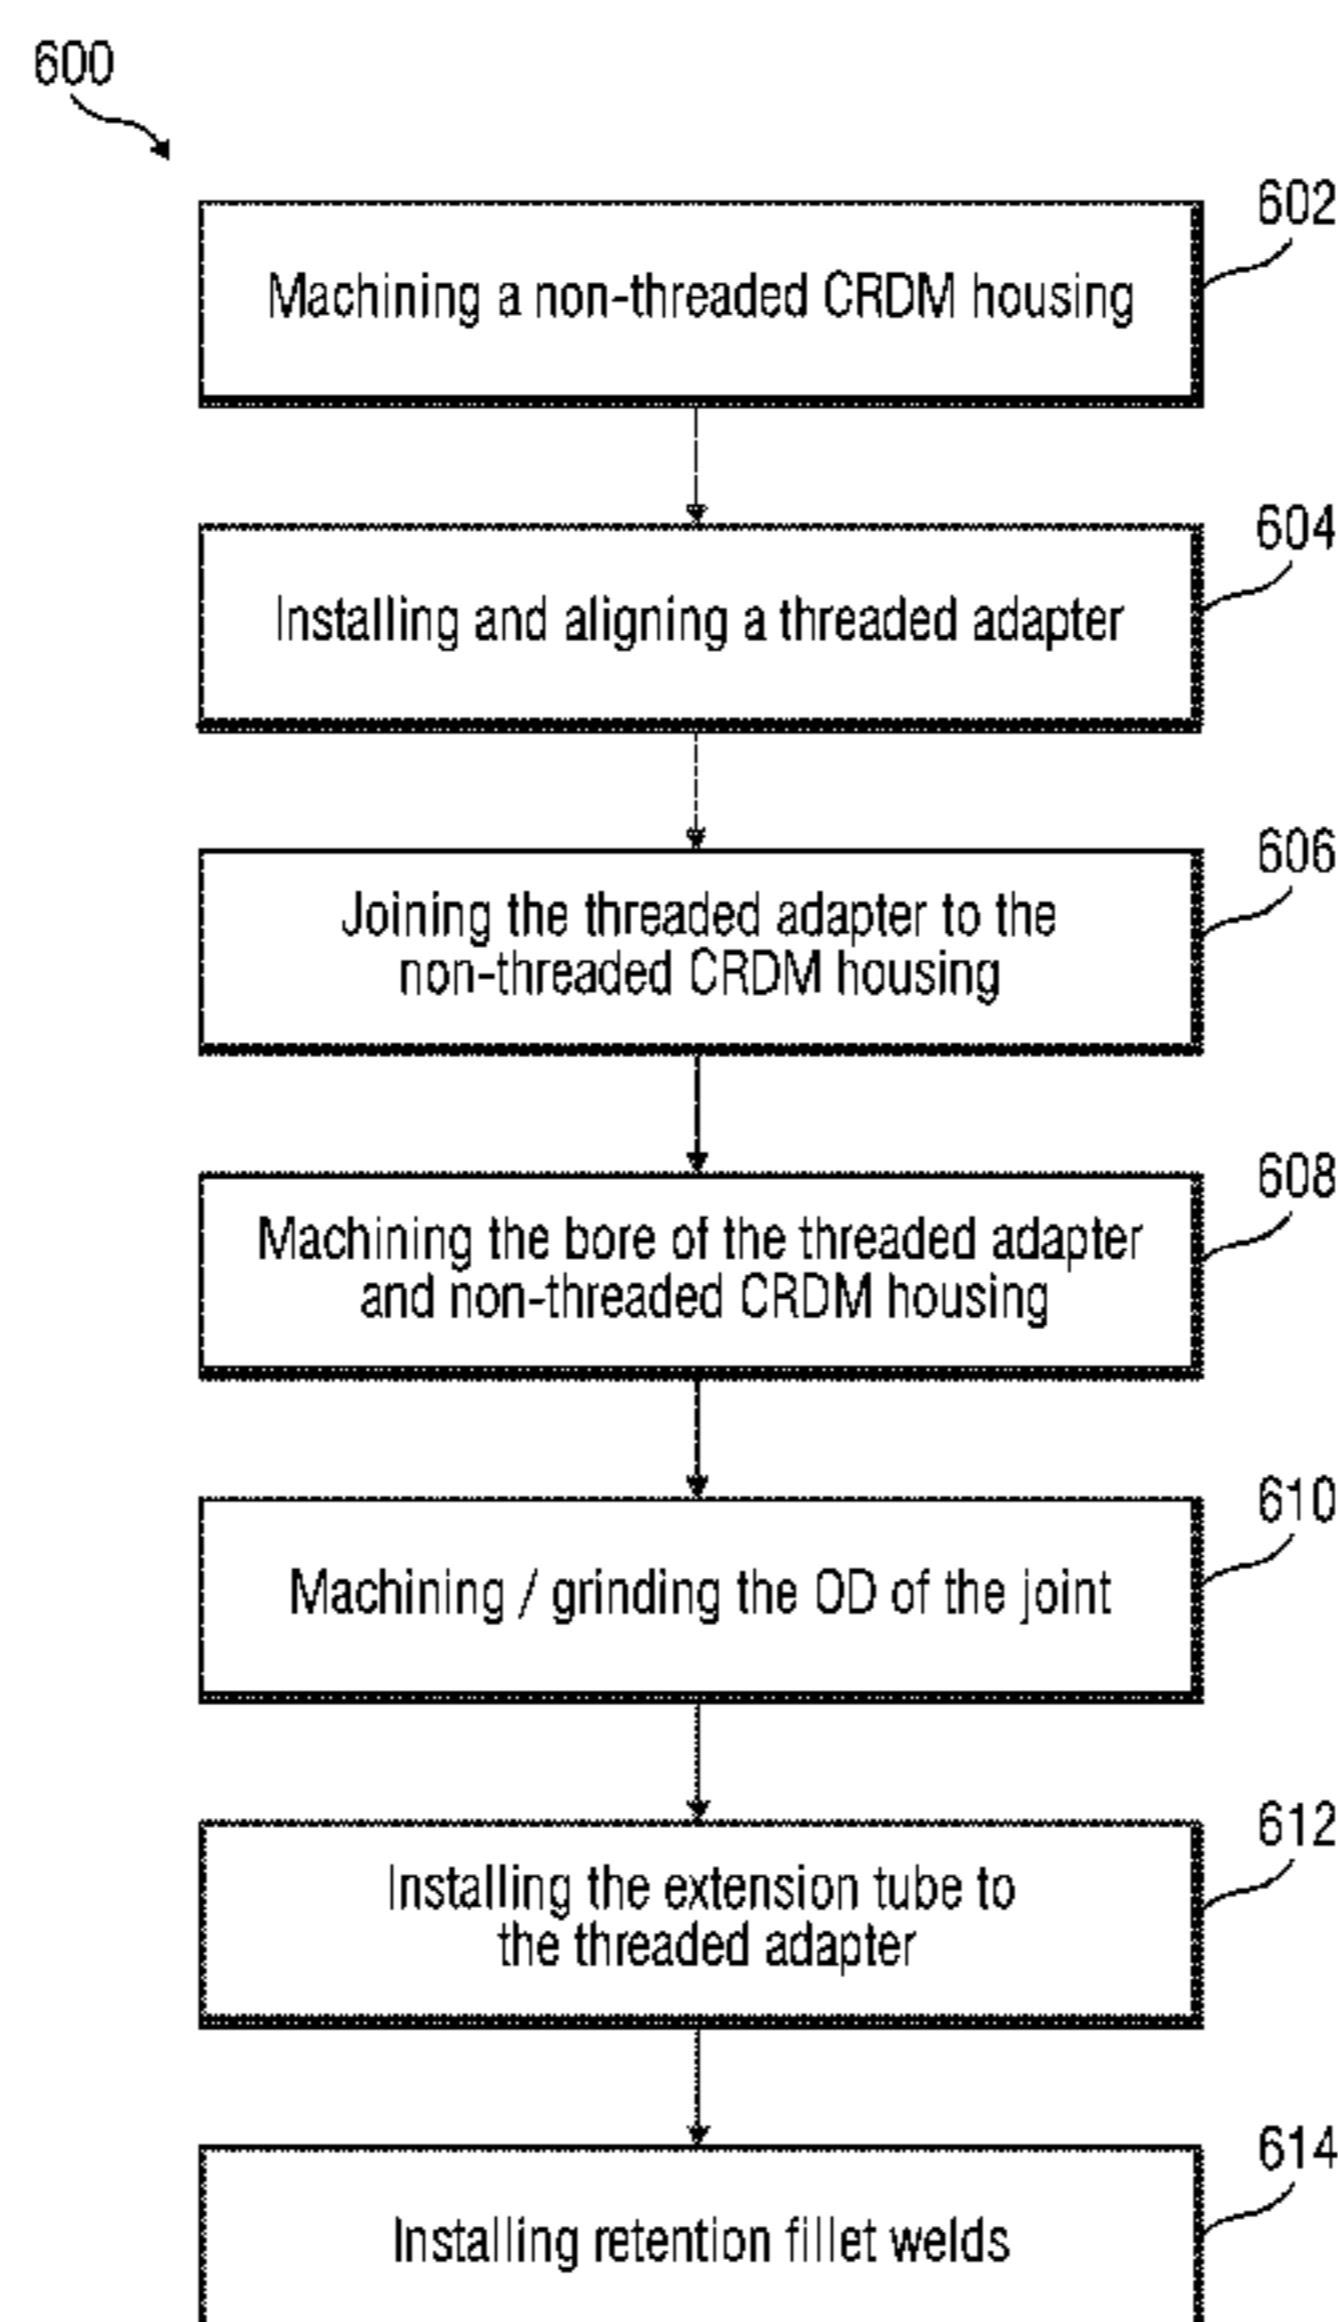 600
602
Machining a non-threaded CRDM housing
604
Installing and aligning a threaded adapter
606
Joining the threaded adapter to the
non-threaded CRDM housing
608
Machining the bore of the threaded adapter
and non-threaded CRDM housing
610
Machining / grinding the OD of the joint
612
Installing the extension tube to
the threaded adapter
614
Installing retention fillet welds